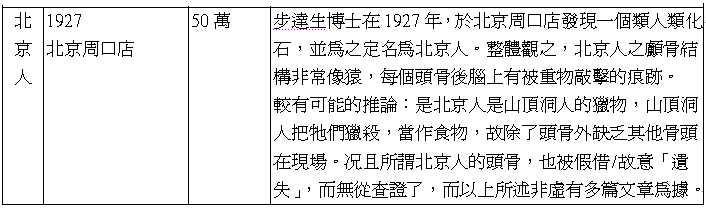 北京人
1927
北京周口店
50 萬
步達生博士在 1927 年，於北京周口店發現一個類人類化
石，並為之定名為北京人。整體觀之，北京人之顱骨結
構非常像猿，每個頭骨後腦上有被重物敲擊的痕跡。
較有可能的推論：是北京人是山頂洞人的獵物，山頂洞
人把牠們獵殺，當作食物，故除了頭骨外缺乏其他骨頭
在現場。況且所謂北京人的頭骨，也被假借/故意「遺
失」，而無從查證了，而以上所述非虛有多篇文章為據。